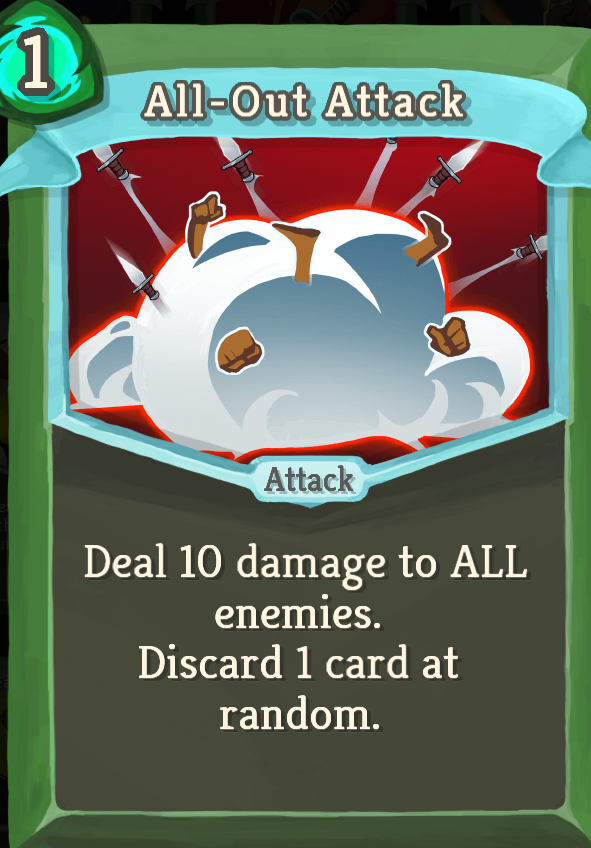 1
All-Out Attack
Attack
Deal 10 damage to ALL
enemies.
Discard 1 card at
random.